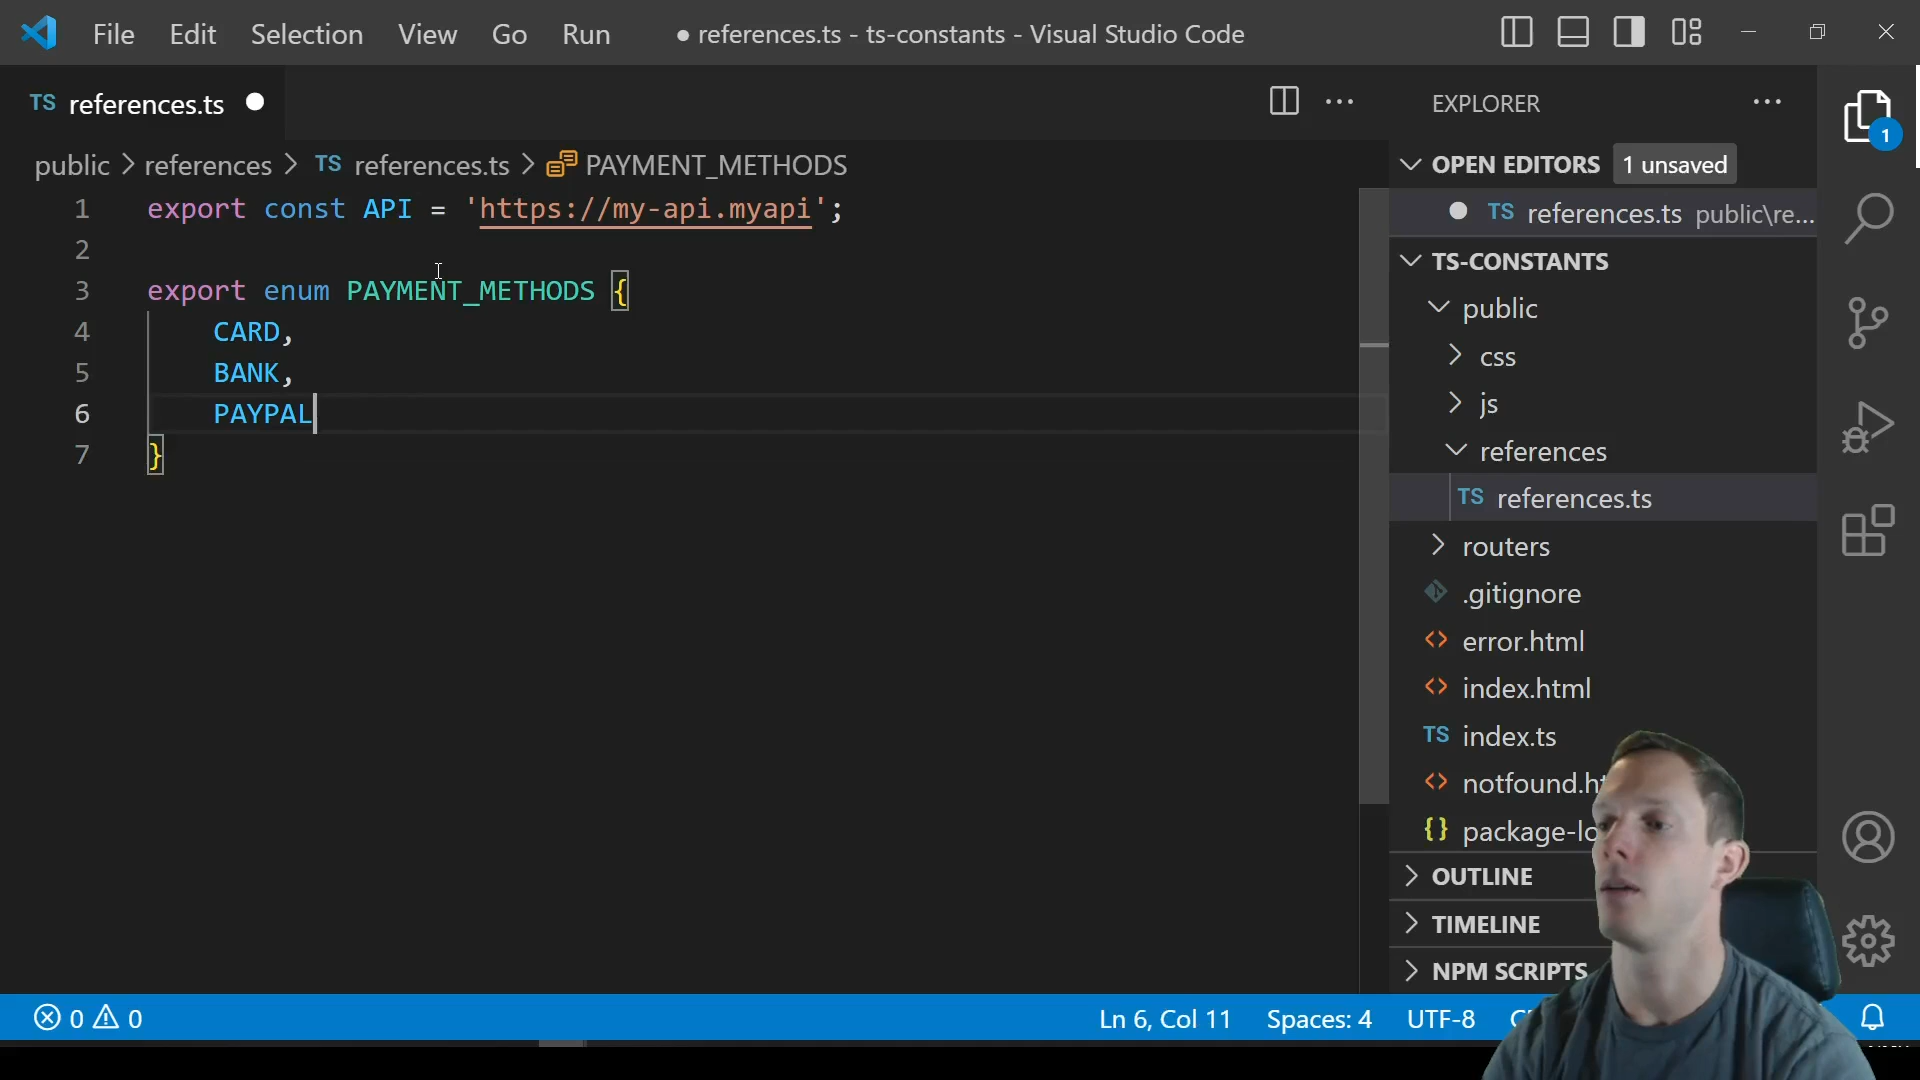 File Edit Selection View Go Run ● references.ts - ts-constants - Visual Studio Code
TS references.ts
EXPLORER
1
public > references > TS references.ts > PAYMENT_METHODS
OPEN EDITORS 1 unsaved
TS references.ts public\re...
1 export const API = 'https://my-api.myapi';
2
3 export enum PAYMENT_METHODS {
4 CARD,
5 BANK,
6 PAYPAL
7 }
TS-CONSTANTS
public
css
js
references
TS references.ts
routers
.gitignore
error.html
index.html
TS index.ts
notfound.ht
{} package-lo
OUTLINE
TIMELINE
NPM SCRIPTS
0 0 Ln 6, Col 11 Spaces: 4 UTF-8